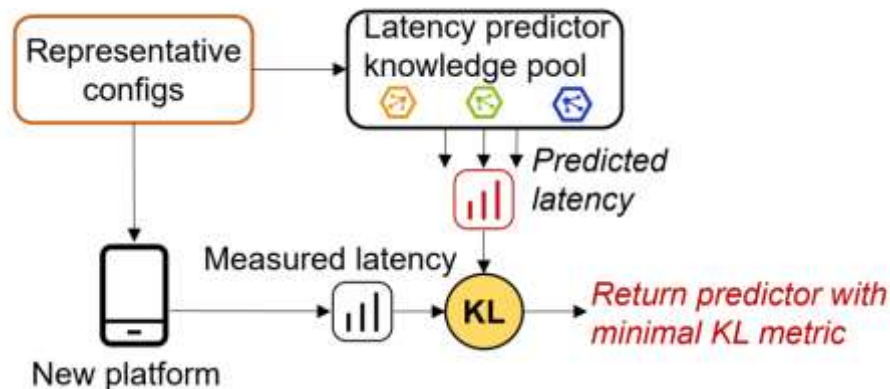 Representative
configs
Latency predictor
knowledge pool
Predicted
latency
Measured latency
KL
Return predictor with
minimal KL metric
New platform